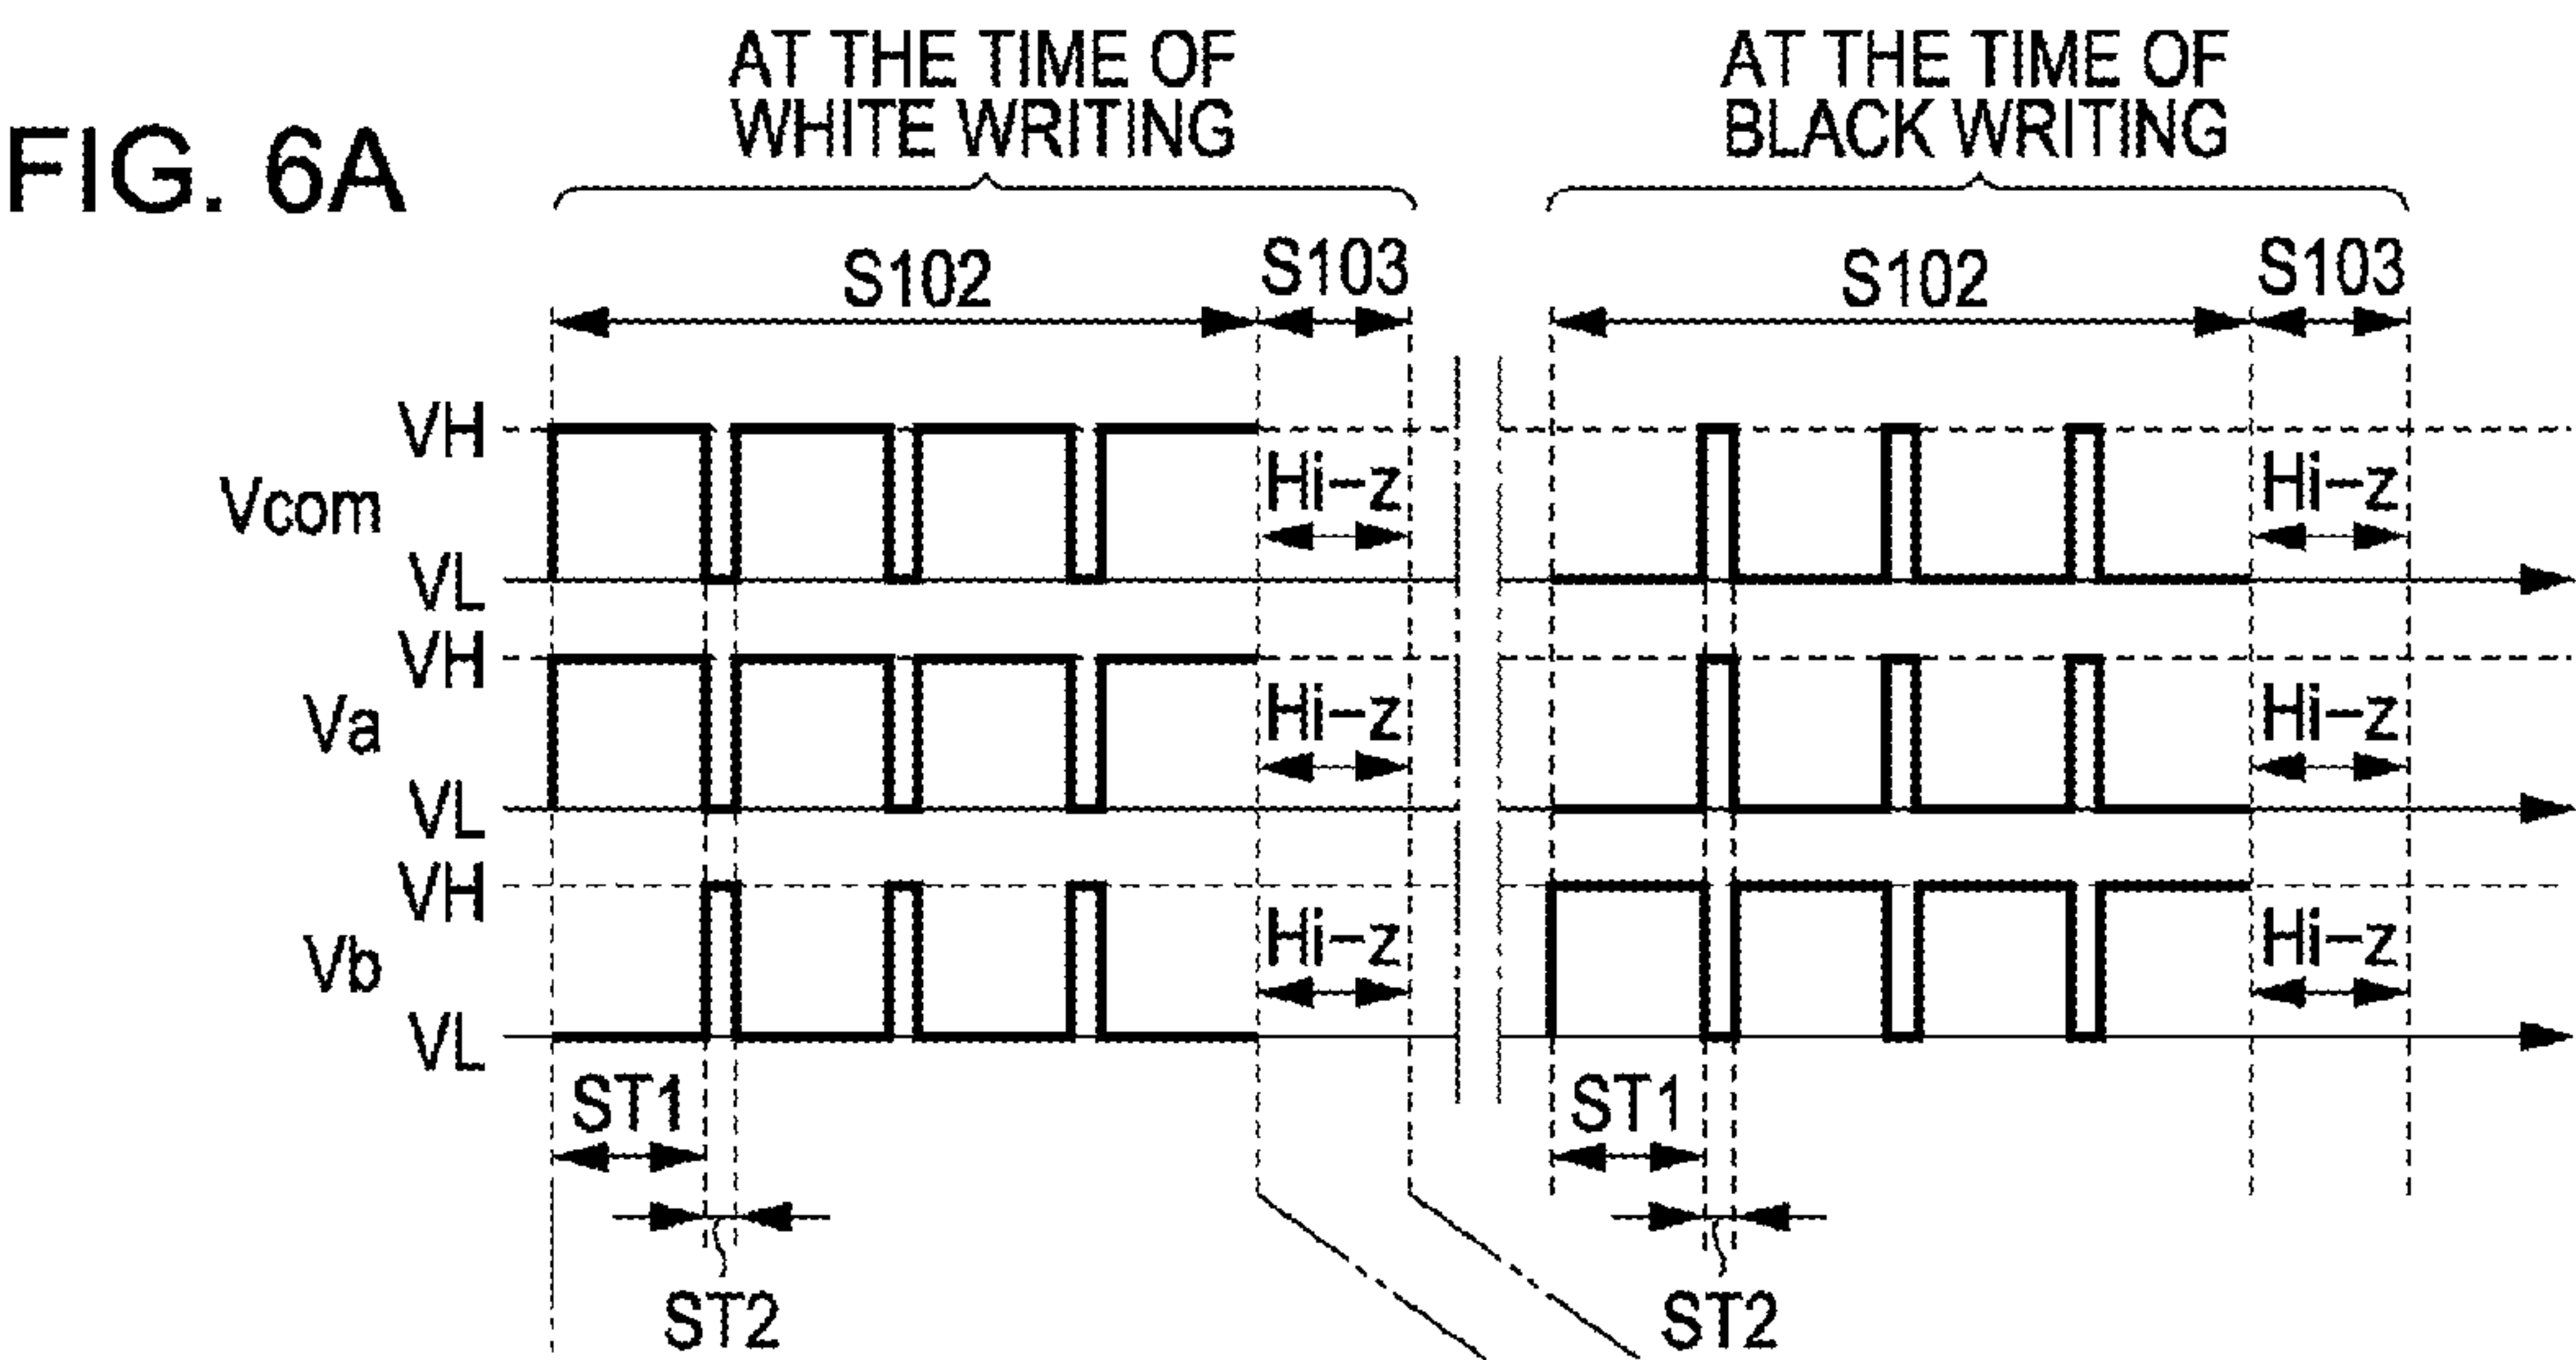 FIG. 6A
AT THE TIME OF
WHITE WRITING
AT THE TIME OF
BLACK WRITING
S102
S103
S102
S103
VH
Vcom
VL
Hi-z
Hi-z
VH
Va
VL
Hi-z
Hi-z
VH
Vb
VL
Hi-z
Hi-z
ST1
ST1
ST2
ST2